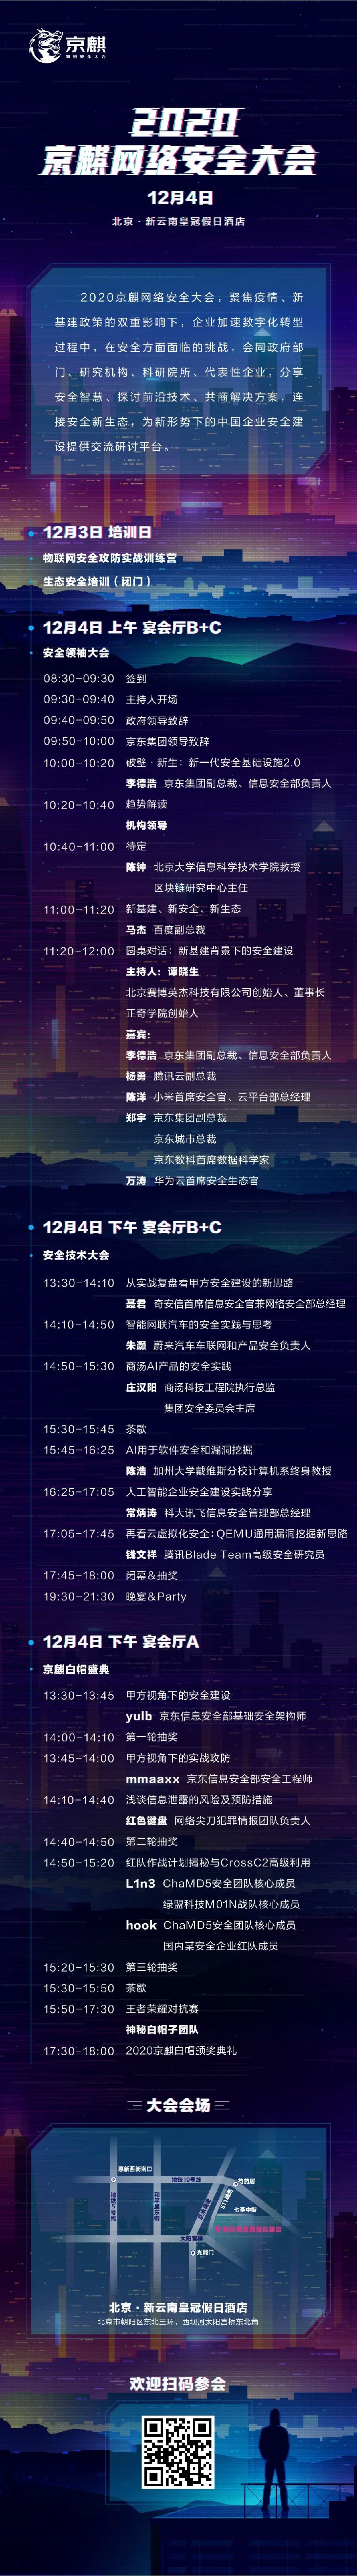 京麒
2020
京麒网络安全大会
12月4日
北京·新云南皇冠假日酒店
2020京麒网络安全大会，聚焦疫情、新
基建政策的双重影响下，企业加速数字化转型
过程中，在安全方面面临的挑战，会同政府部
门、研究机构、科研院所、代表性企业，分享
安全智慧、探讨前沿技术、共商解决方案，连
接安全新生态，为新形势下的中国企业安全建
设提供交流研讨平台。
12月3日 培训日
物联网安全攻防实战训练营
生态安全培训（闭门）
12月4日 上午 宴会厅B+C
安全领袖大会
08:30-09:30 签到
09:30-09:40 主持人开场
09:40-09:50 政府领导致辞
09:50-10:00 京东集团领导致辞
10:00-10:20 破壁·新生：新一代安全基础设施2.0
李德浩 京东集团副总裁、信息安全部负责人
10:20-10:40 趋势解读
机构领导
10:40-11:00 待定
陈钟 北京大学信息科学技术学院教授
区块链研究中心主任
11:00-11:20 新基建、新安全、新生态
马杰 百度副总裁
11:20-12:00 圆桌对话：新基建背景下的安全建设
主持人：谭晓生
北京赛博英杰科技有限公司创始人、董事长
正奇学院创始人
嘉宾：
李德浩 京东集团副总裁、信息安全部负责人
杨勇 腾讯云副总裁
陈洋 小米首席安全官、云平台部总经理
郑宇 京东集团副总裁
京东城市总裁
京东数科首席数据科学家
万涛 华为云首席安全生态官
12月4日 下午 宴会厅B+C
安全技术大会
13:30-14:10 从实战复盘看甲方安全建设的新思路
聂君 奇安信首席信息安全官兼网络安全部总经理
14:10-14:50 智能网联汽车的安全实践与思考
朱灏 蔚来汽车车联网和产品安全负责人
14:50-15:30 商汤AI产品的安全实践
庄汉阳 商汤科技工程院执行总监
集团安全委员会主席
15:30-15:45 茶歇
15:45-16:25 AI用于软件安全和漏洞挖掘
陈浩 加州大学戴维斯分校计算机系终身教授
16:25-17:05 人工智能企业安全建设实践分享
常炳涛 科大讯飞信息安全管理部总经理
17:05-17:45 再看云虚拟化安全：QEMU通用漏洞挖掘新思路
钱文祥 腾讯Blade Team高级安全研究员
17:45-18:00 闭幕&抽奖
19:30-21:30 晚宴&Party
12月4日 下午 宴会厅A
京麒白帽盛典
13:30-13:45 甲方视角下的安全建设
yulb 京东信息安全部基础安全架构师
14:00-14:10 第一轮抽奖
13:45-14:00 甲方视角下的实战攻防
mmaaxx 京东信息安全部安全工程师
14:10-14:40 浅谈信息泄露的风险及预防措施
红色键盘 网络尖刀犯罪情报团队负责人
14:40-14:50 第二轮抽奖
14:50-15:20 红队作战计划揭秘与CrossC2高级利用
L1n3 ChaMD5安全团队核心成员
绿盟科技M01N战队核心成员
hook ChaMD5安全团队核心成员
国内某安全企业红队成员
15:20-15:30 第三轮抽奖
15:30-15:50 茶歇
15:50-17:30 王者荣耀对抗赛
神秘白帽子团队
17:30-18:00 2020京麒白帽颁奖典礼
大会会场
惠新西街南口
地铁10号线
芍药居
地铁5号线
和平里东街
七圣中街
太阳宫桥
光熙门
北京·新云南皇冠假日酒店
北京市朝阳区东北三环，西坝河太阳宫桥东北角
欢迎扫码参会